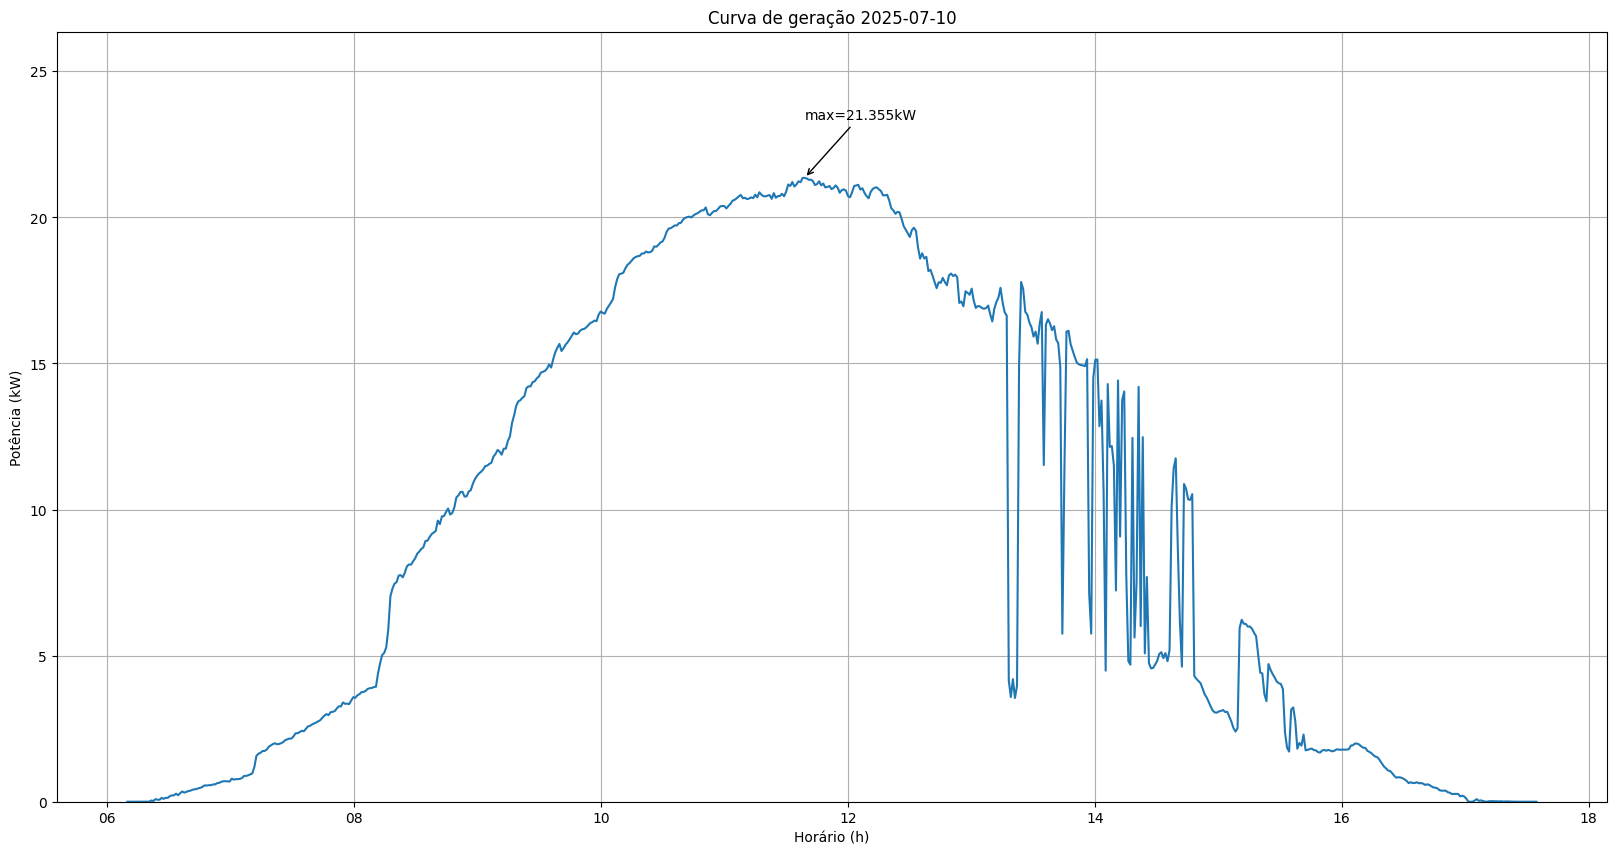 Curva de geração 2025-07-10
25
max=21.355kW
20
15
Potência (kW)
10
5
0
06 08 10 12 14 16 18
Horário (h)